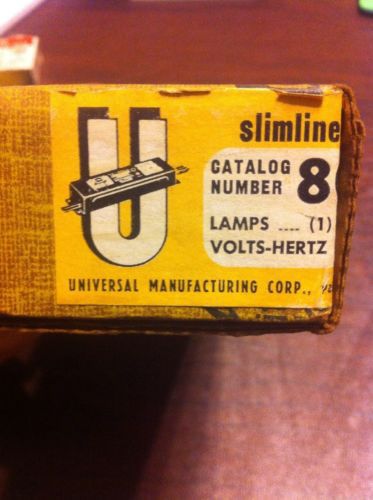 U
slimline
CATALOG
NUMBER 8
LAMPS .... (1)
VOLTS-HERTZ
UNIVERSAL MANUFACTURING CORP.,